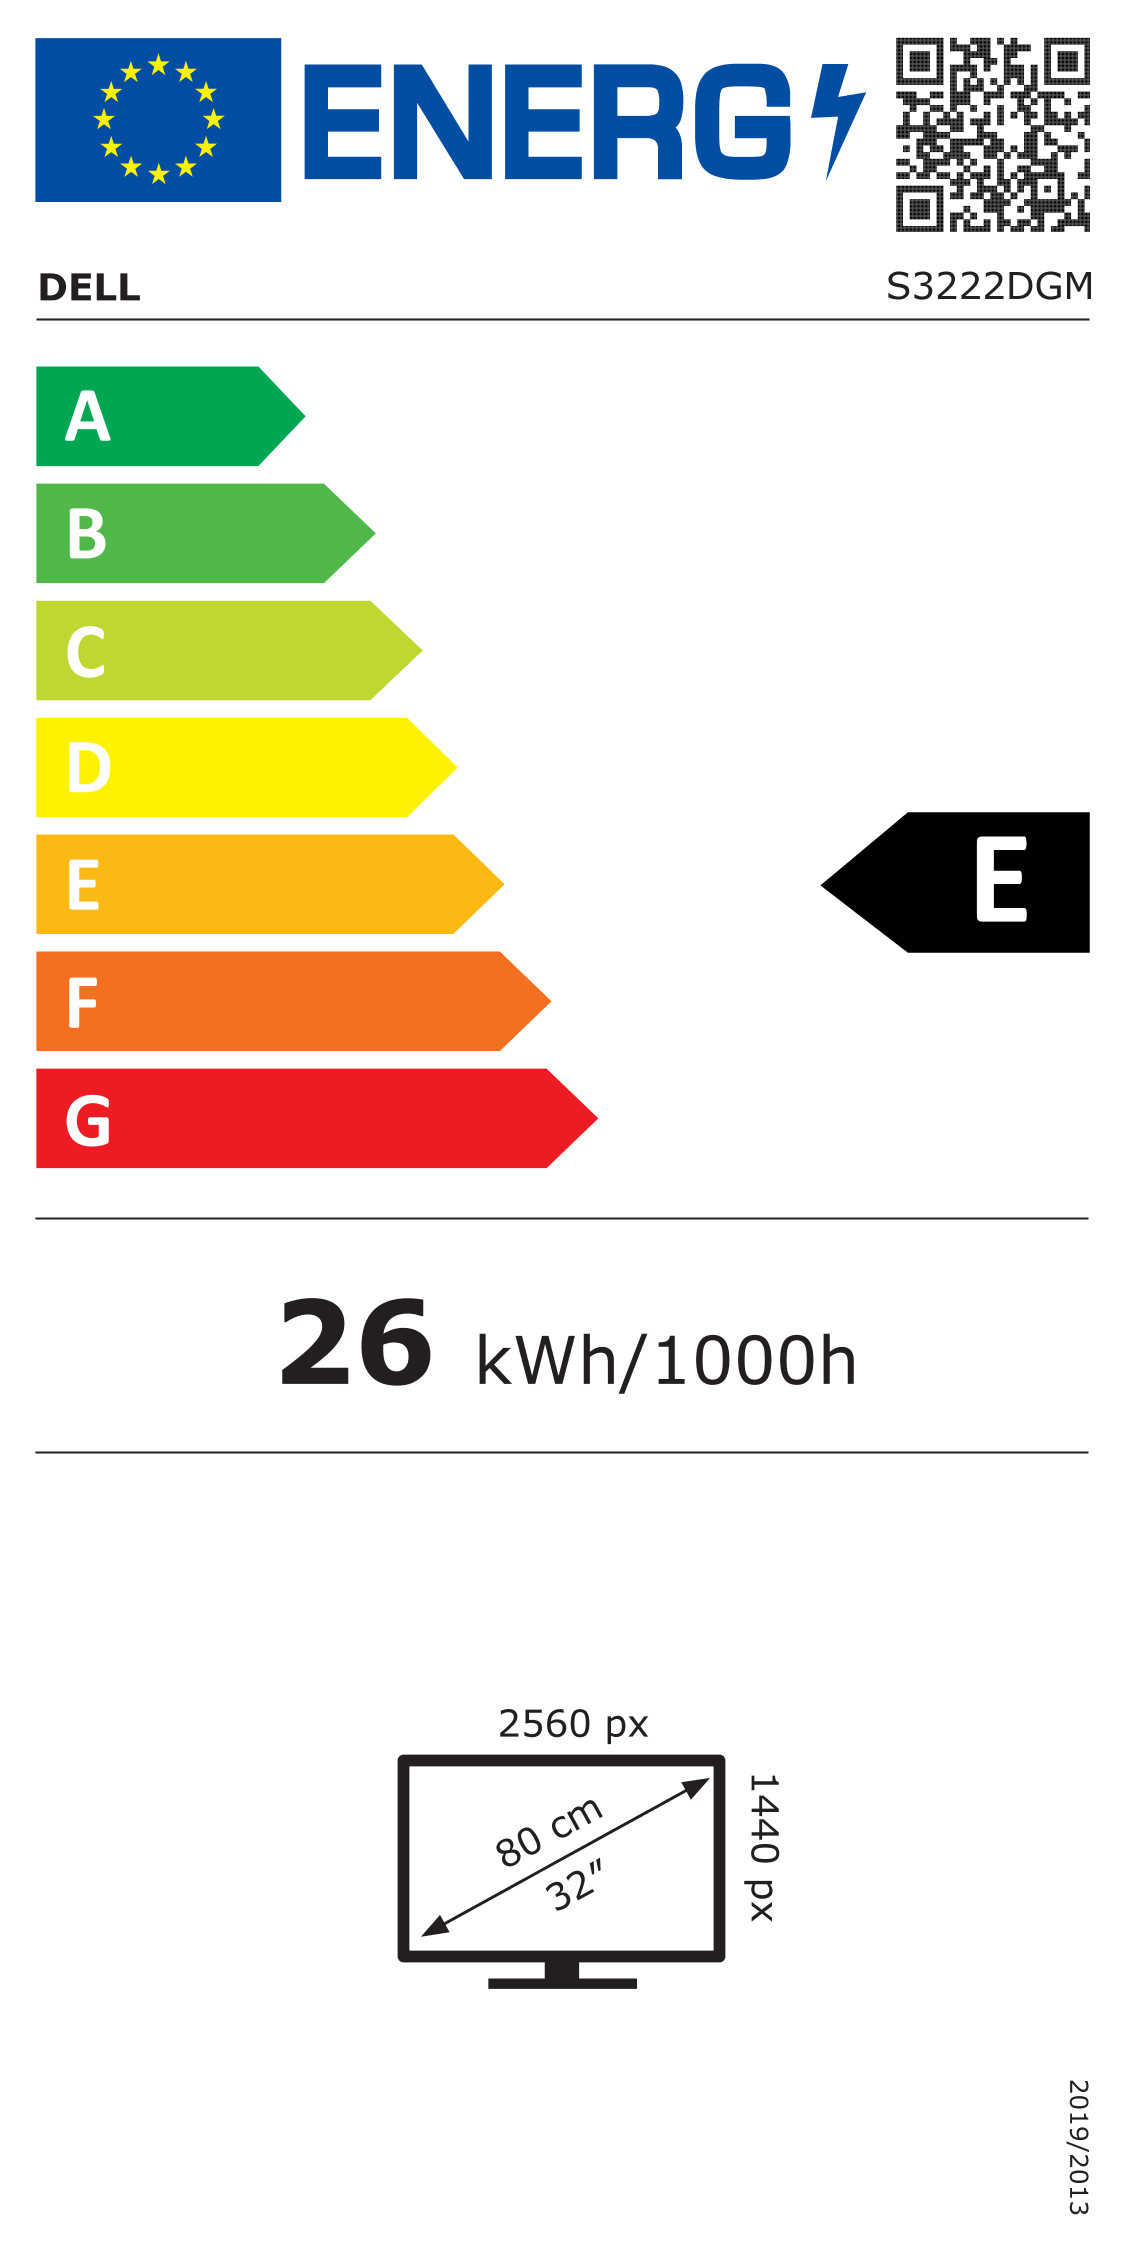 ENERG
DELL
S3222DGM
A
B
C
D
E
E
F
G
26 kWh/1000h
2560 px
1440 px
80 cm
32”
2019/2013